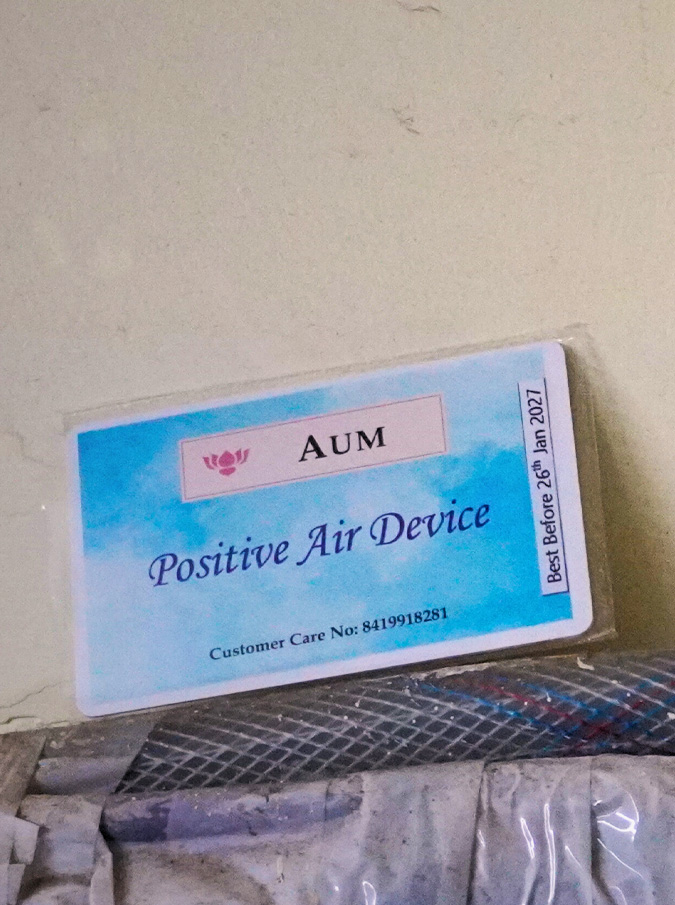 AUM
Positive Air Device
Customer Care No: 8419918281
Best Before 26th Jan 2027